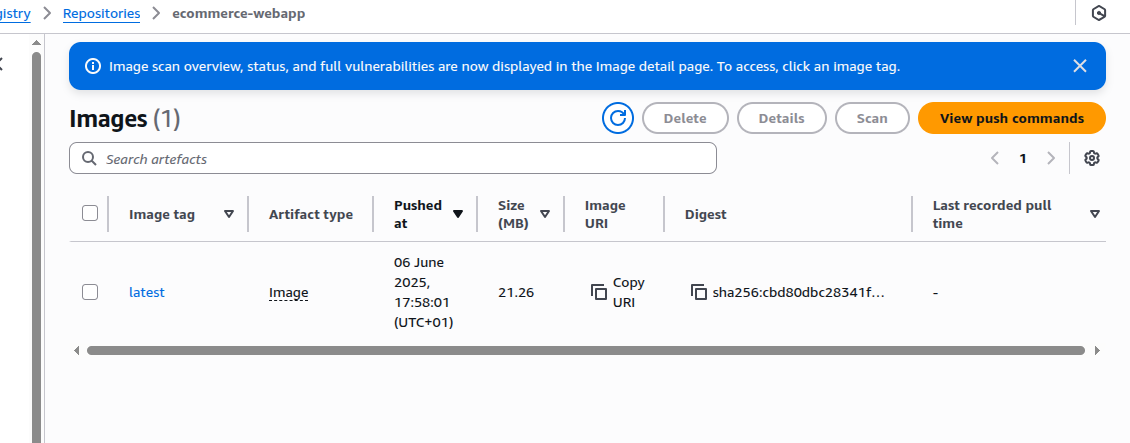 gistry > Repositories > ecommerce-webapp
Image scan overview, status, and full vulnerabilities are now displayed in the Image detail page. To access, click an image tag.
Images (1)
Delete
Details
Scan
View push commands
Search artefacts
1
Image tag
Artifact type
Pushed
at
Size
(MB)
Image
URI
Digest
Last recorded pull
time
latest
Image
06 June
2025,
17:58:01
(UTC+01)
21.26
Copy
URI
sha256:cbd80dbc28341f...
-